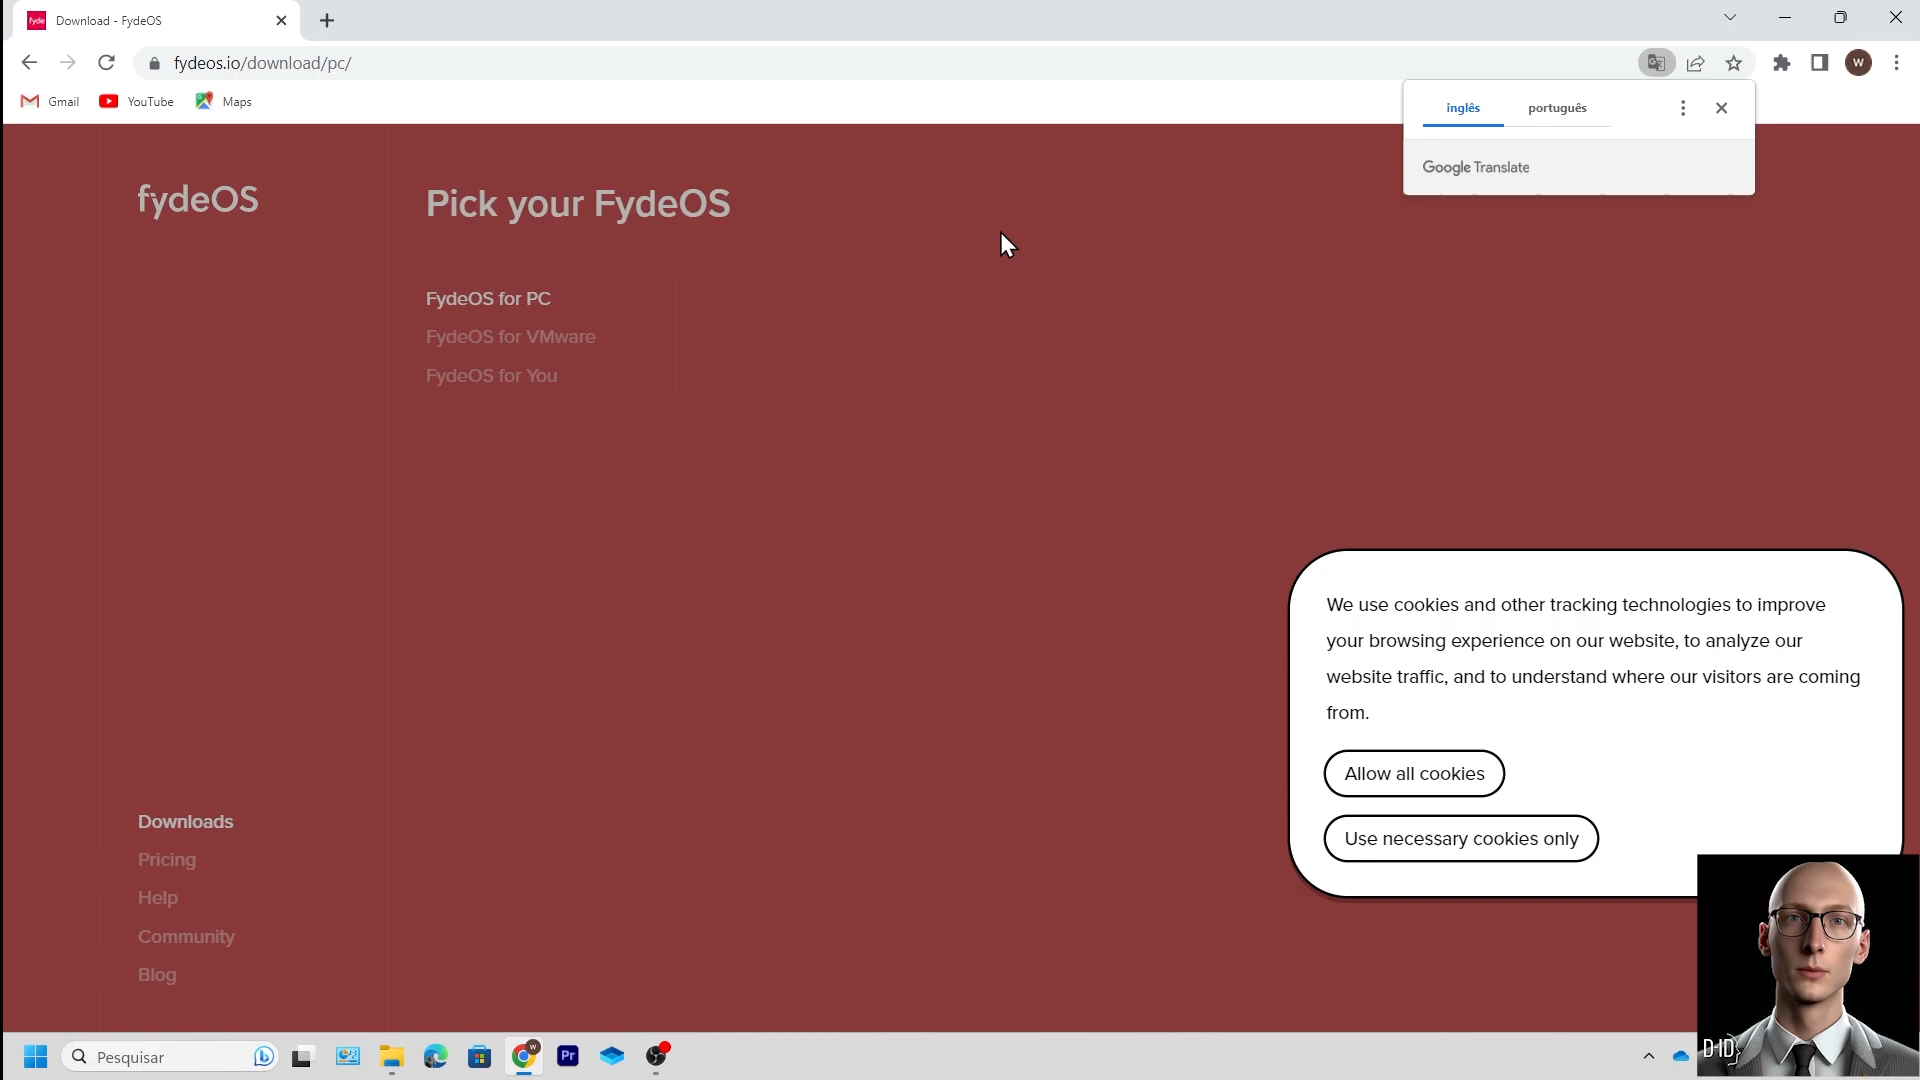 fyde Download - FydeOS
fydeos.io/download/pc/
W
Gmail YouTube Maps
inglês português
Google Translate
fydeOS
Pick your FydeOS
FydeOS for PC
FydeOS for VMware
FydeOS for You
We use cookies and other tracking technologies to improve
your browsing experience on our website, to analyze our
website traffic, and to understand where our visitors are coming
from.
Allow all cookies
Use necessary cookies only
Downloads
Pricing
Help
Community
Blog
Pesquisar
W
Pr
D-ID